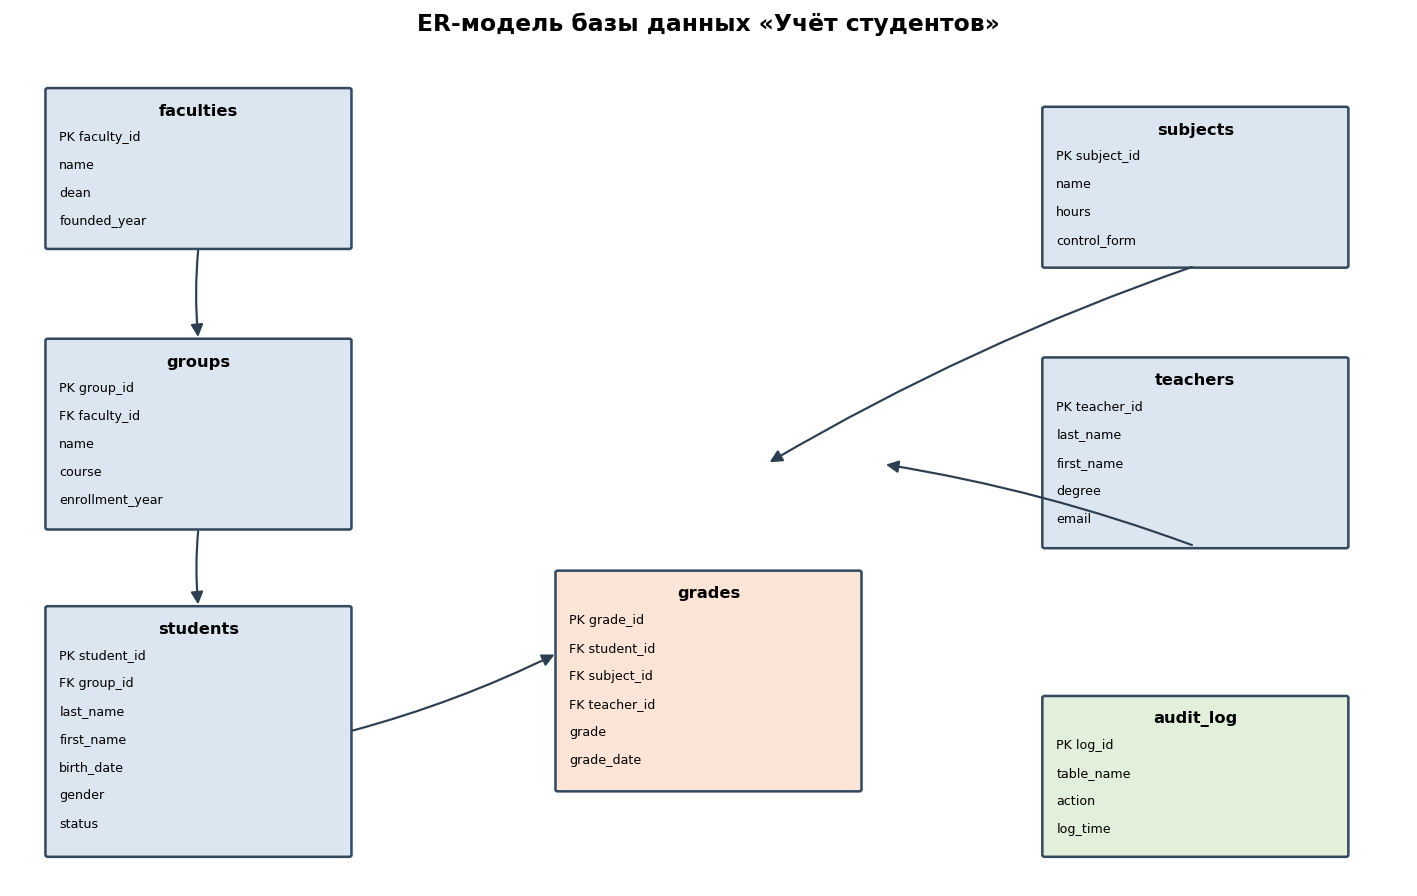 ER-модель базы данных «Учёт студентов»
faculties
PK faculty_id
name
dean
founded_year
groups
PK group_id
FK faculty_id
name
course
enrollment_year
students
PK student_id
FK group_id
last_name
first_name
birth_date
gender
status
grades
PK grade_id
FK student_id
FK subject_id
FK teacher_id
grade
grade_date
subjects
PK subject_id
name
hours
control_form
teachers
PK teacher_id
last_name
first_name
degree
email
audit_log
PK log_id
table_name
action
log_time